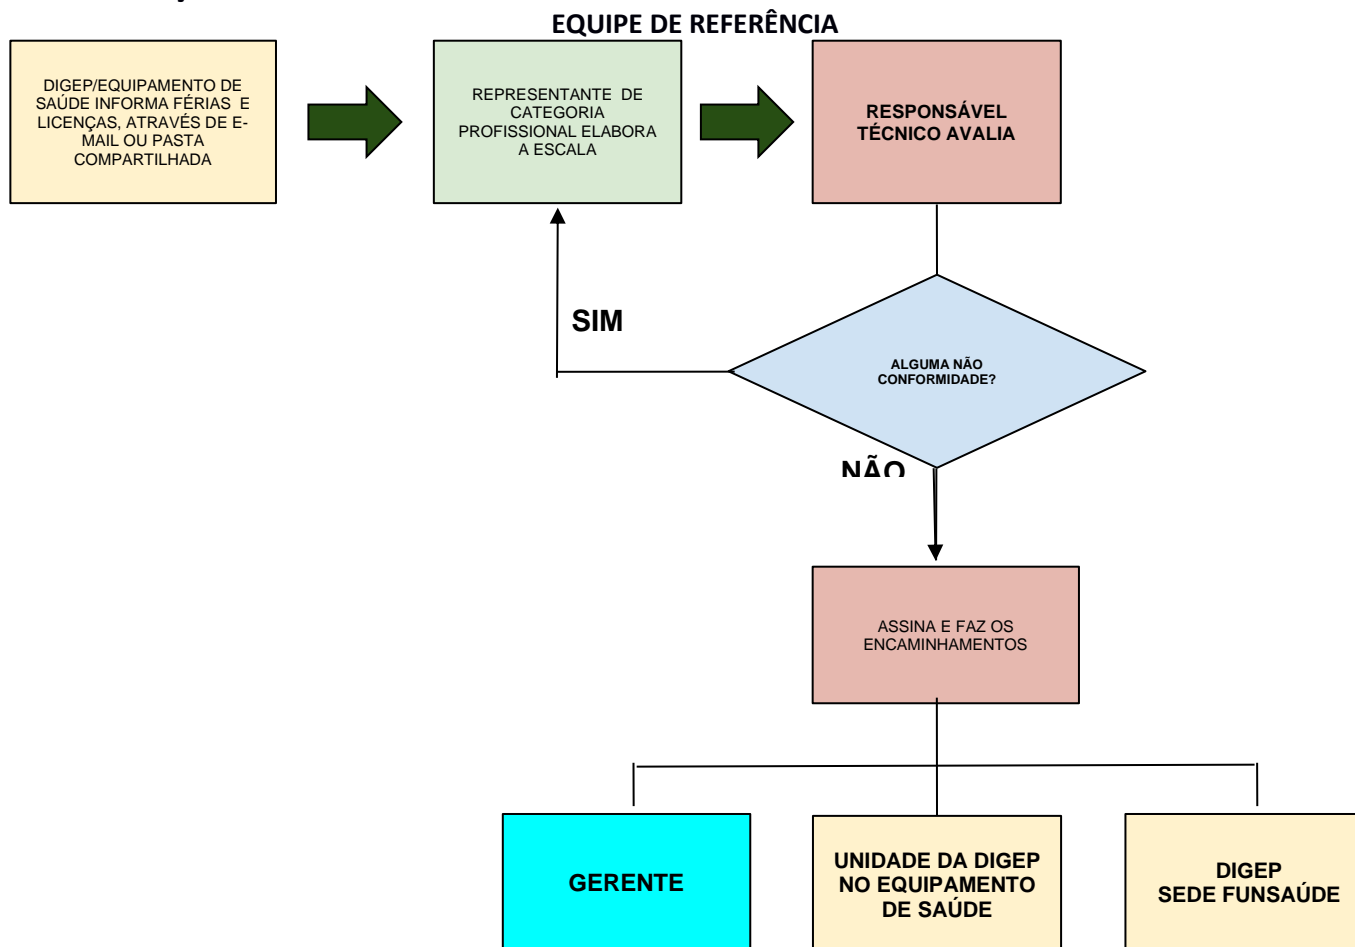 EQUIPE DE REFERÊNCIA
DIGEP/EQUIPAMENTO DE
SAÚDE INFORMA FÉRIAS E
LICENÇAS, ATRAVÉS DE E-
MAIL OU PASTA
COMPARTILHADA
REPRESENTANTE DE
CATEGORIA
PROFISSIONAL ELABORA
A ESCALA
RESPONSÁVEL
TÉCNICO AVALIA
SIM
ALGUMA NÃO
CONFORMIDADE?
NÃO
ASSINA E FAZ OS
ENCAMINHAMENTOS
GERENTE
UNIDADE DA DIGEP
NO EQUIPAMENTO
DE SAÚDE
DIGEP
SEDE FUNSAÚDE